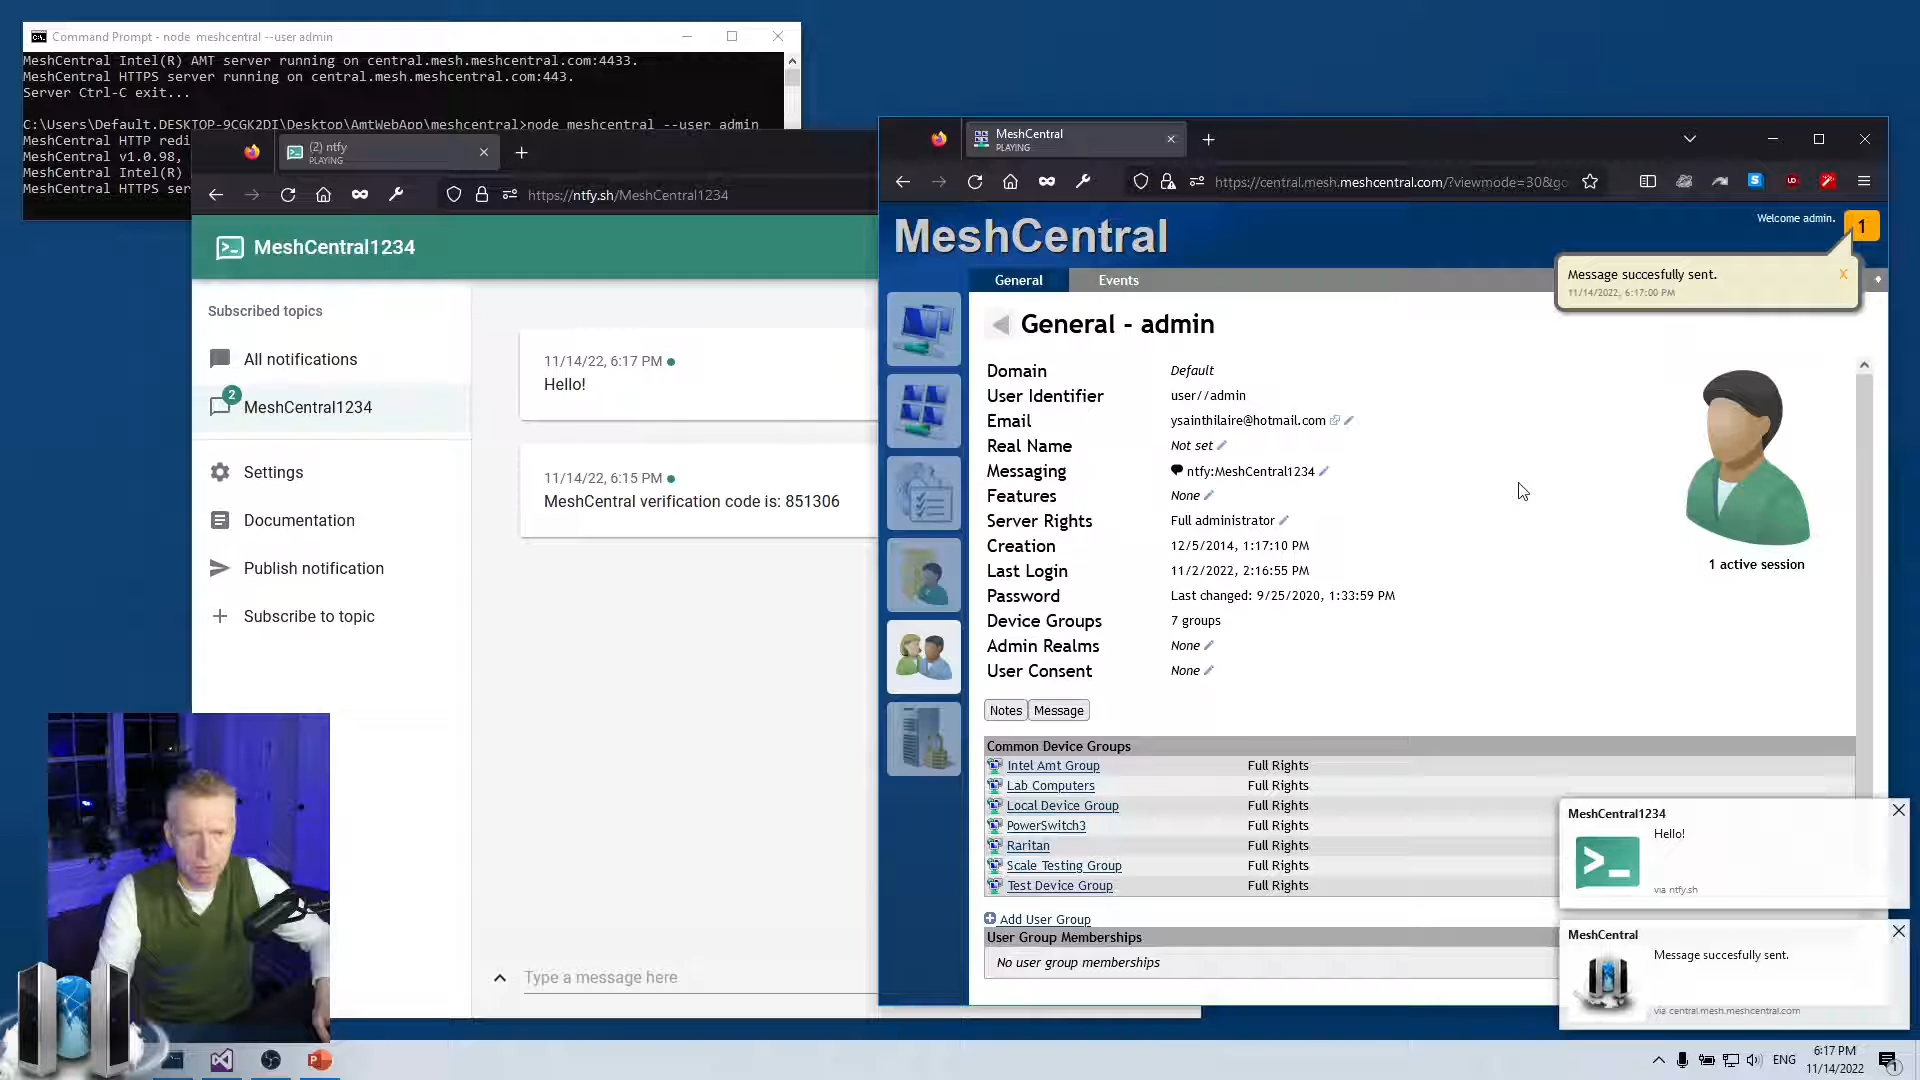 Command Prompt - node meshcentral --user admin
MeshCentral Intel(R) AMT server running on central.mesh.meshcentral.com:4433.
MeshCentral HTTPS server running on central.mesh.meshcentral.com:443.
Server Ctrl-C exit...
C:\Users\Default.DESKTOP-9CGK2DI\Desktop\AmtWebApp\meshcentral>node meshcentral --user admin
MeshCentral HTTP redi
MeshCentral v1.0.98,
MeshCentral Intel(R)
MeshCentral HTTPS ser
(2) ntfy
PLAYING
https://ntfy.sh/MeshCentral1234
MeshCentral1234
Subscribed topics
All notifications
2
MeshCentral1234
Settings
Documentation
Publish notification
Subscribe to topic
11/14/22, 6:17 PM
Hello!
11/14/22, 6:15 PM
MeshCentral verification code is: 851306
Type a message here
MeshCentral
PLAYING
https://central.mesh.meshcentral.com/?viewmode=30&go
MeshCentral
Welcome admin.
1
Message succesfully sent.
X
11/14/2022, 6:17:00 PM
General
Events
General - admin
Domain Default
User Identifier user//admin
Email ysainthilaire@hotmail.com
Real Name Not set
Messaging ntfy:MeshCentral1234
Features None
Server Rights Full administrator
Creation 12/5/2014, 1:17:10 PM
Last Login 11/2/2022, 2:16:55 PM
Password Last changed: 9/25/2020, 1:33:59 PM
Device Groups 7 groups
Admin Realms None
User Consent None
1 active session
Notes Message
Common Device Groups
Intel Amt Group Full Rights
Lab Computers Full Rights
Local Device Group Full Rights
PowerSwitch3 Full Rights
Raritan Full Rights
Scale Testing Group Full Rights
Test Device Group Full Rights
Add User Group
User Group Memberships
No user group memberships
MeshCentral1234
Hello!
via ntfy.sh
MeshCentral
Message succesfully sent.
via central.mesh.meshcentral.com
ENG
6:17 PM
11/14/2022
1